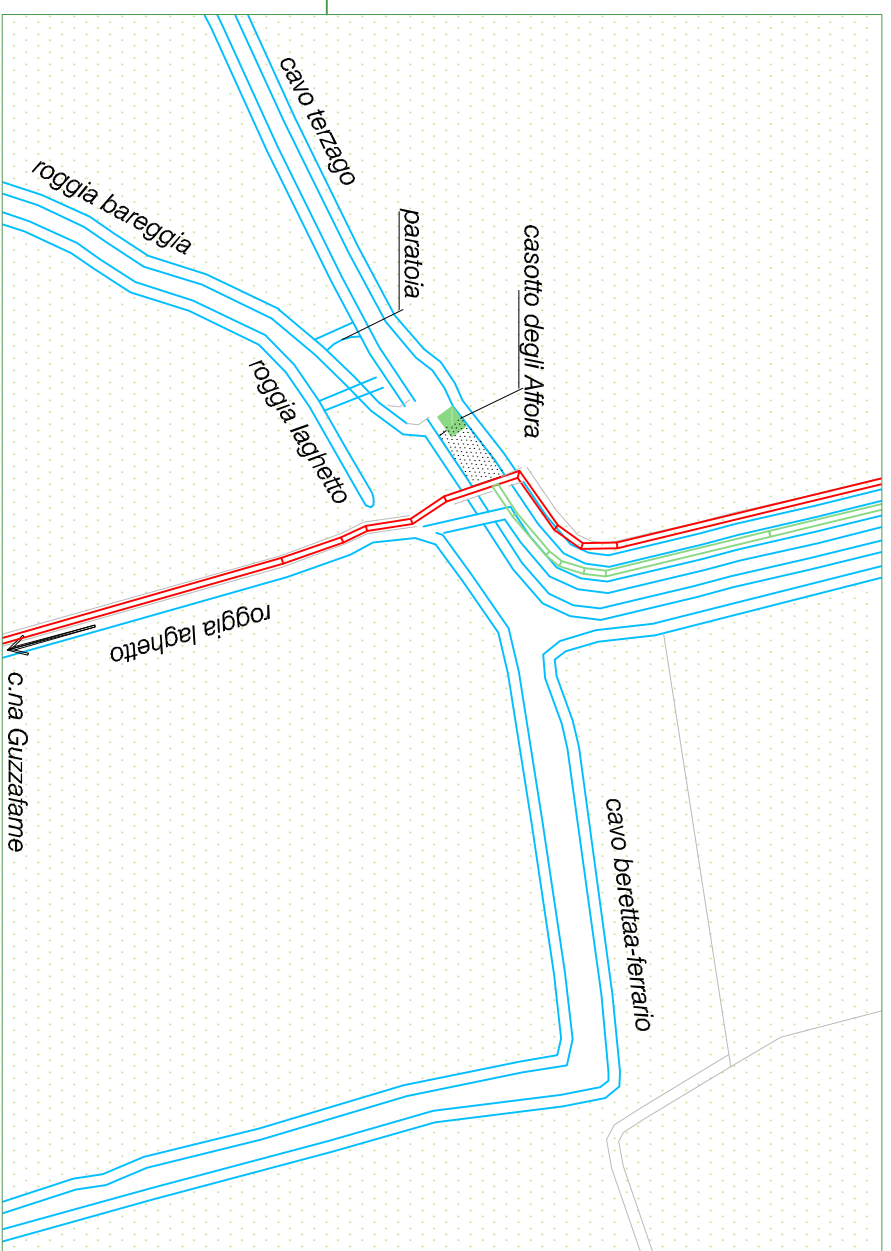 cavo terzago
roggia bareggia
paratoia
casotto degli Affora
roggia laghetto
roggia laghetto
c.na Guzzafame
cavo berettaa-ferrario